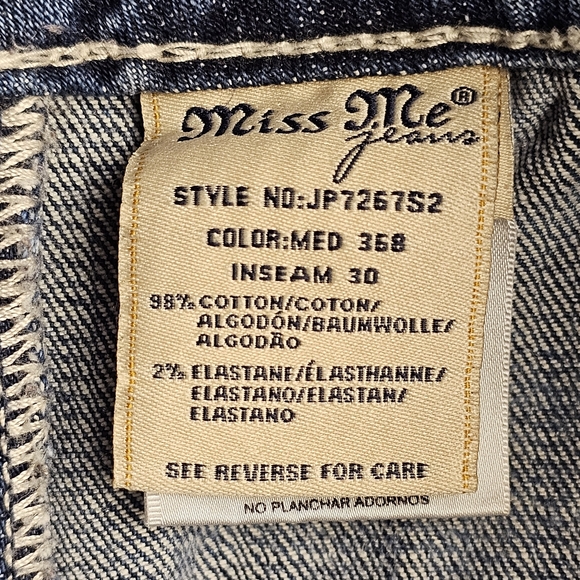 Miss Me®
jeans
STYLE NO:JP7267S2
COLOR:MED 368
INSEAM 30
98% COTTON/COTON/
ALGODÓN/BAUMWOLLE/
ALGODÃO
2% ELASTANE/ÉLASTHANNE/
ELASTANO/ELASTAN/
ELASTANO
SEE REVERSE FOR CARE
NO PLANCHAR ADORNOS